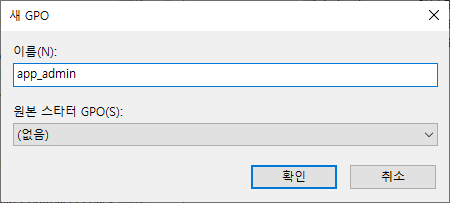 새 GPO
이름(N):
app_admin
원본 스타터 GPO(S):
(없음)
확인
취소